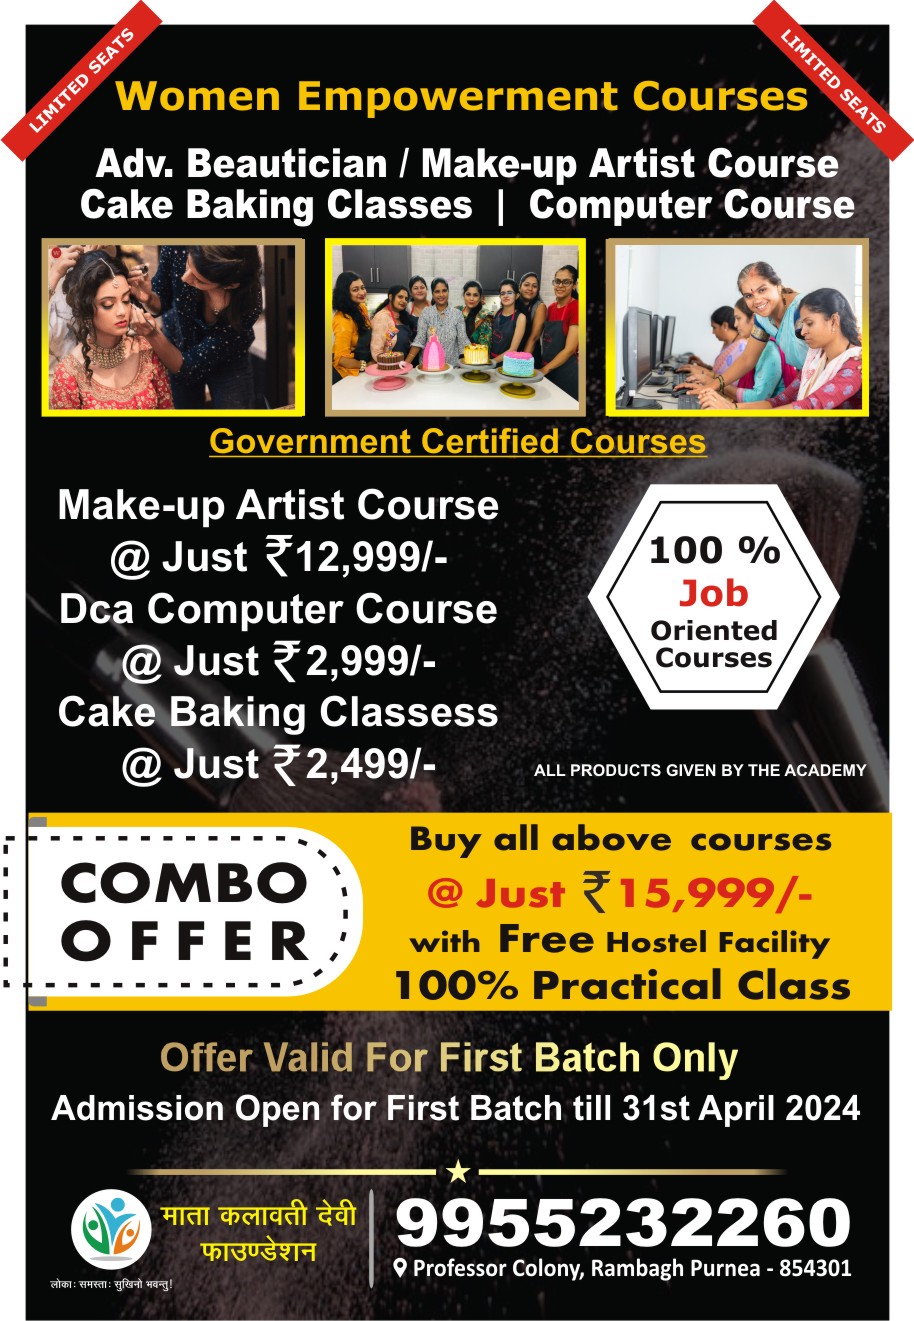 LIMITED SEATS
LIMITED SEATS
Women Empowerment Courses
Adv. Beautician / Make-up Artist Course
Cake Baking Classes | Computer Course
Government Certified Courses
Make-up Artist Course
@ Just ₹12,999/-
Dca Computer Course
@ Just ₹2,999/-
Cake Baking Classess
@ Just ₹2,499/-
100 %
Job
Oriented
Courses
ALL PRODUCTS GIVEN BY THE ACADEMY
COMBO
OFFER
Buy all above courses
@ Just ₹15,999/-
with Free Hostel Facility
100% Practical Class
Offer Valid For First Batch Only
Admission Open for First Batch till 31st April 2024
माता कलावती देवी
फाउण्डेशन
लोकाः समस्ताः सुखिनो भवन्तु!
9955232260
Professor Colony, Rambagh Purnea - 854301